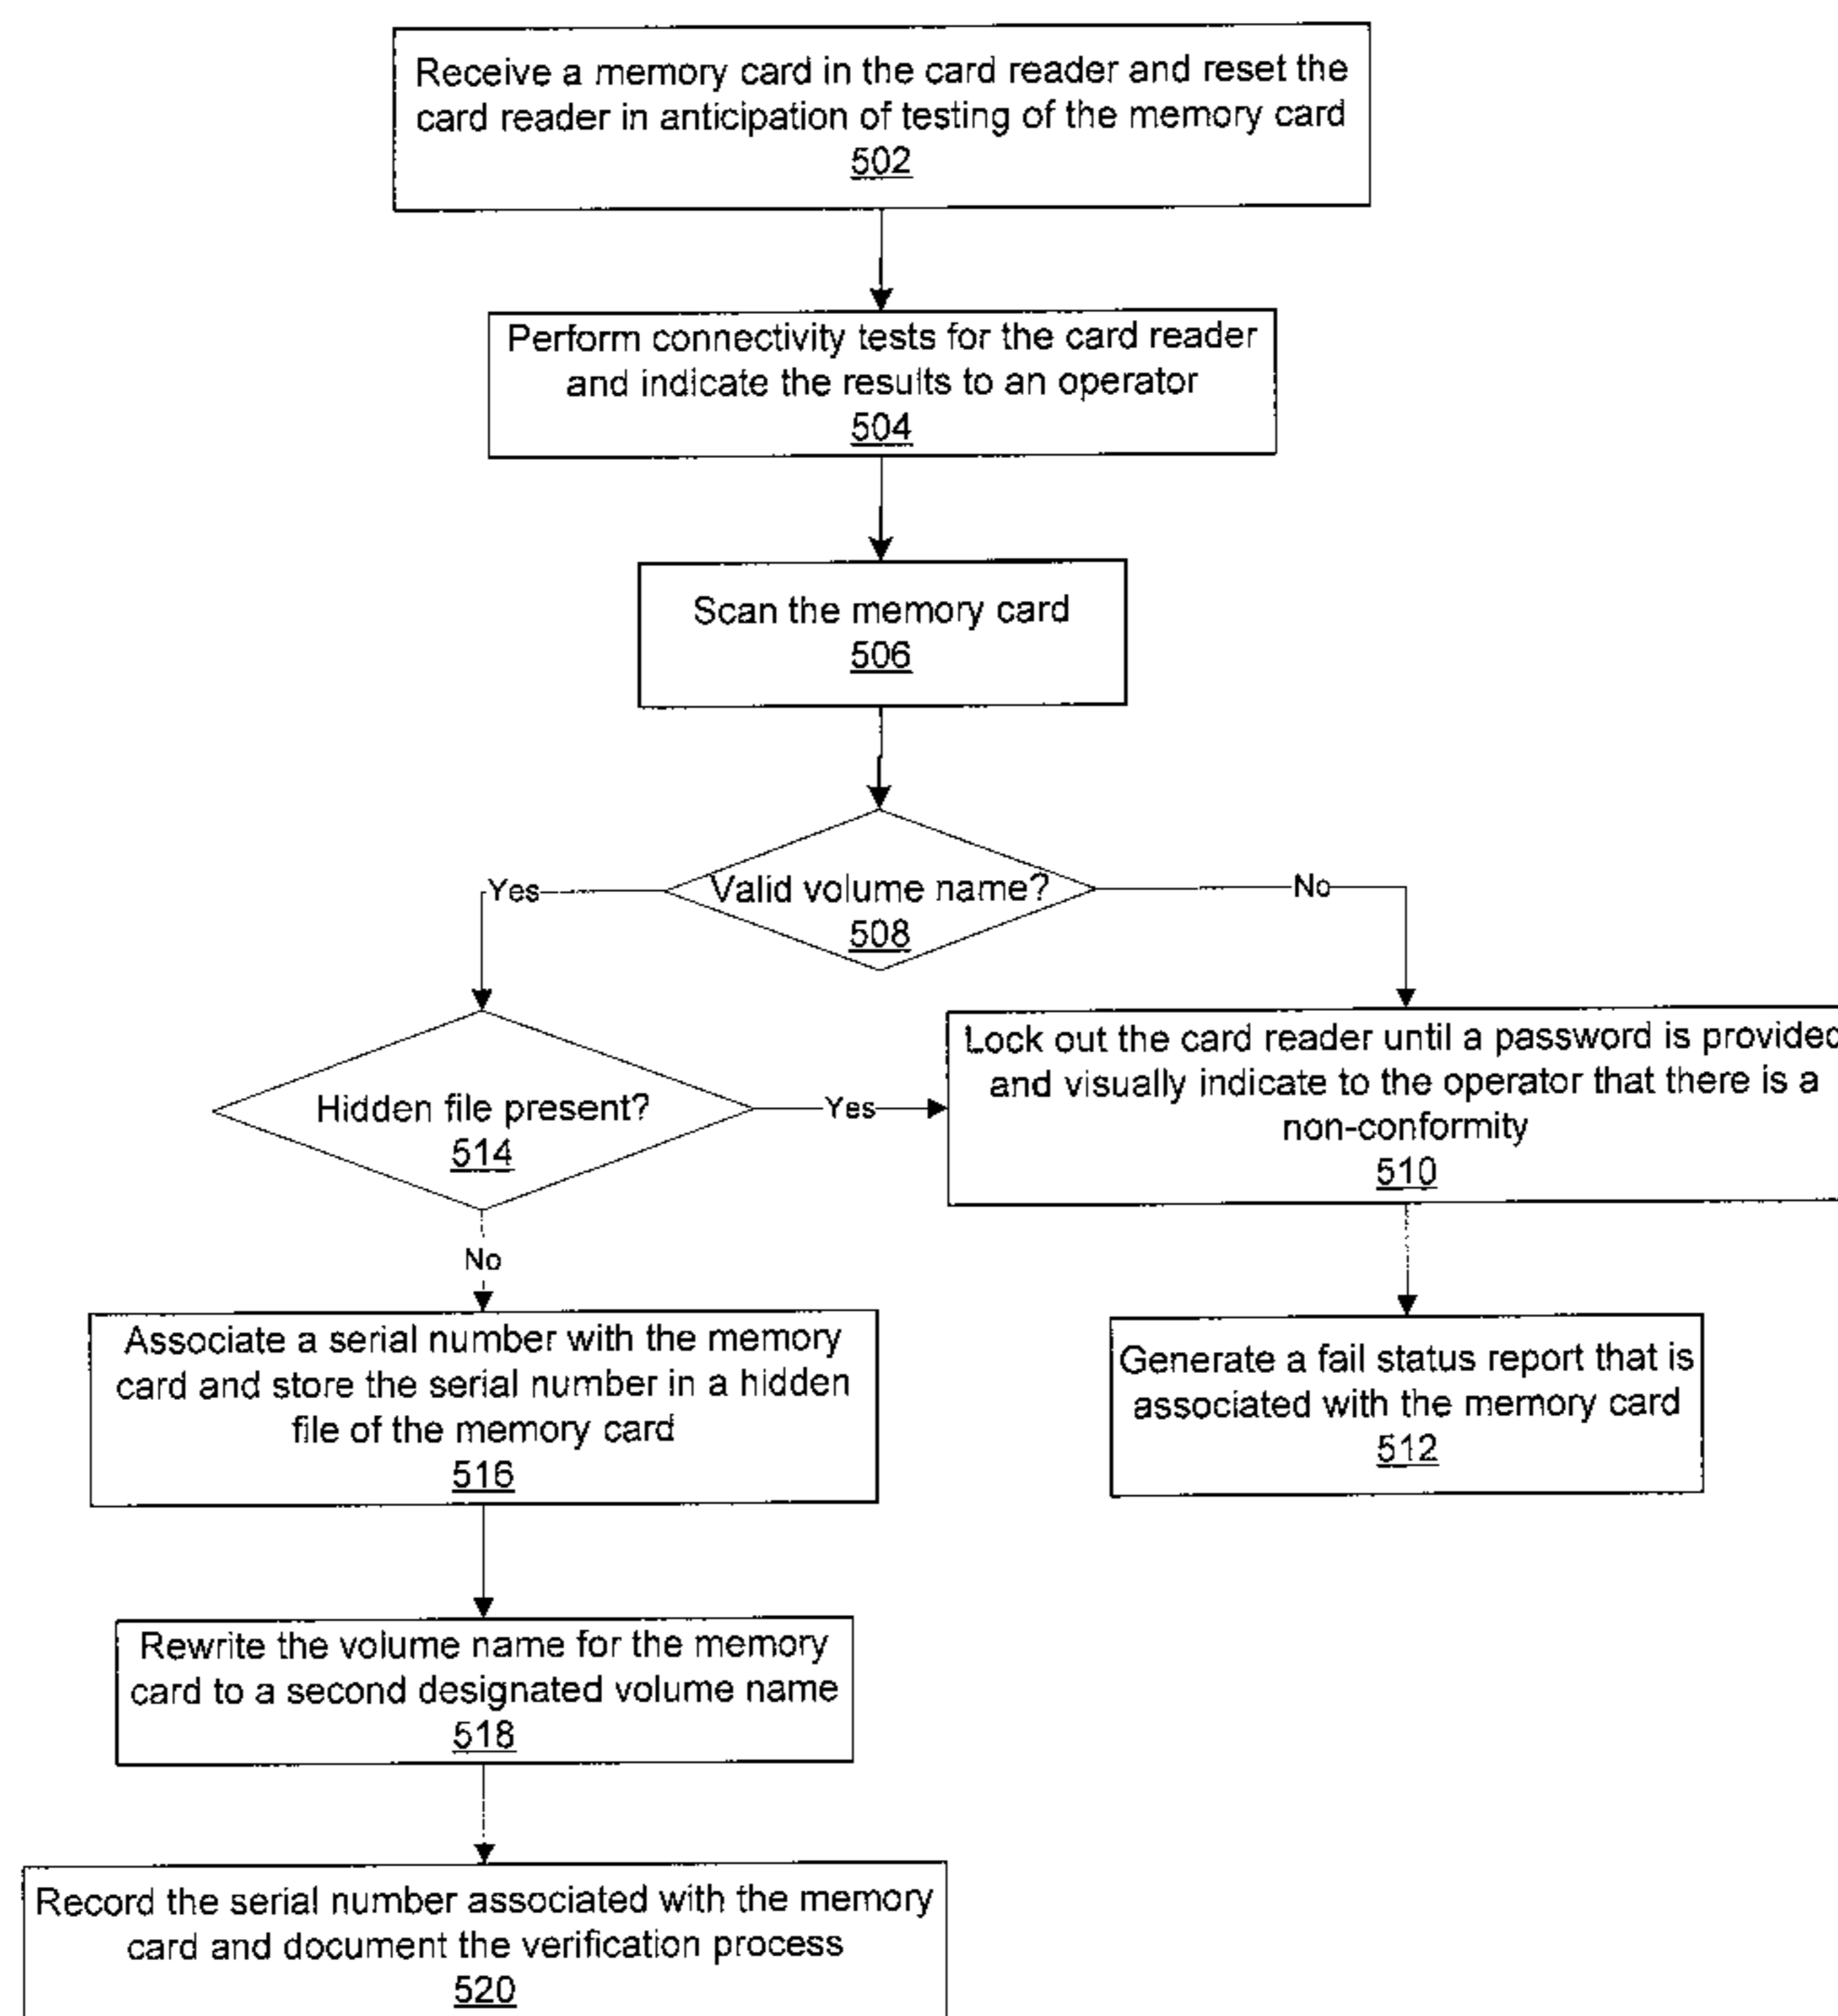 Receive a memory card in the card reader and reset the
card reader in anticipation of testing of the memory card
502
Perform connectivity tests for the card reader
and indicate the results to an operator
504
Scan the memory card
506
Valid volume name?
508
Yes
No
Hidden file present?
514
Yes
No
Lock out the card reader until a password is provided
and visually indicate to the operator that there is a
non-conformity
510
Associate a serial number with the memory
card and store the serial number in a hidden
file of the memory card
516
Generate a fail status report that is
associated with the memory card
512
Rewrite the volume name for the memory
card to a second designated volume name
518
Record the serial number associated with the memory
card and document the verification process
520